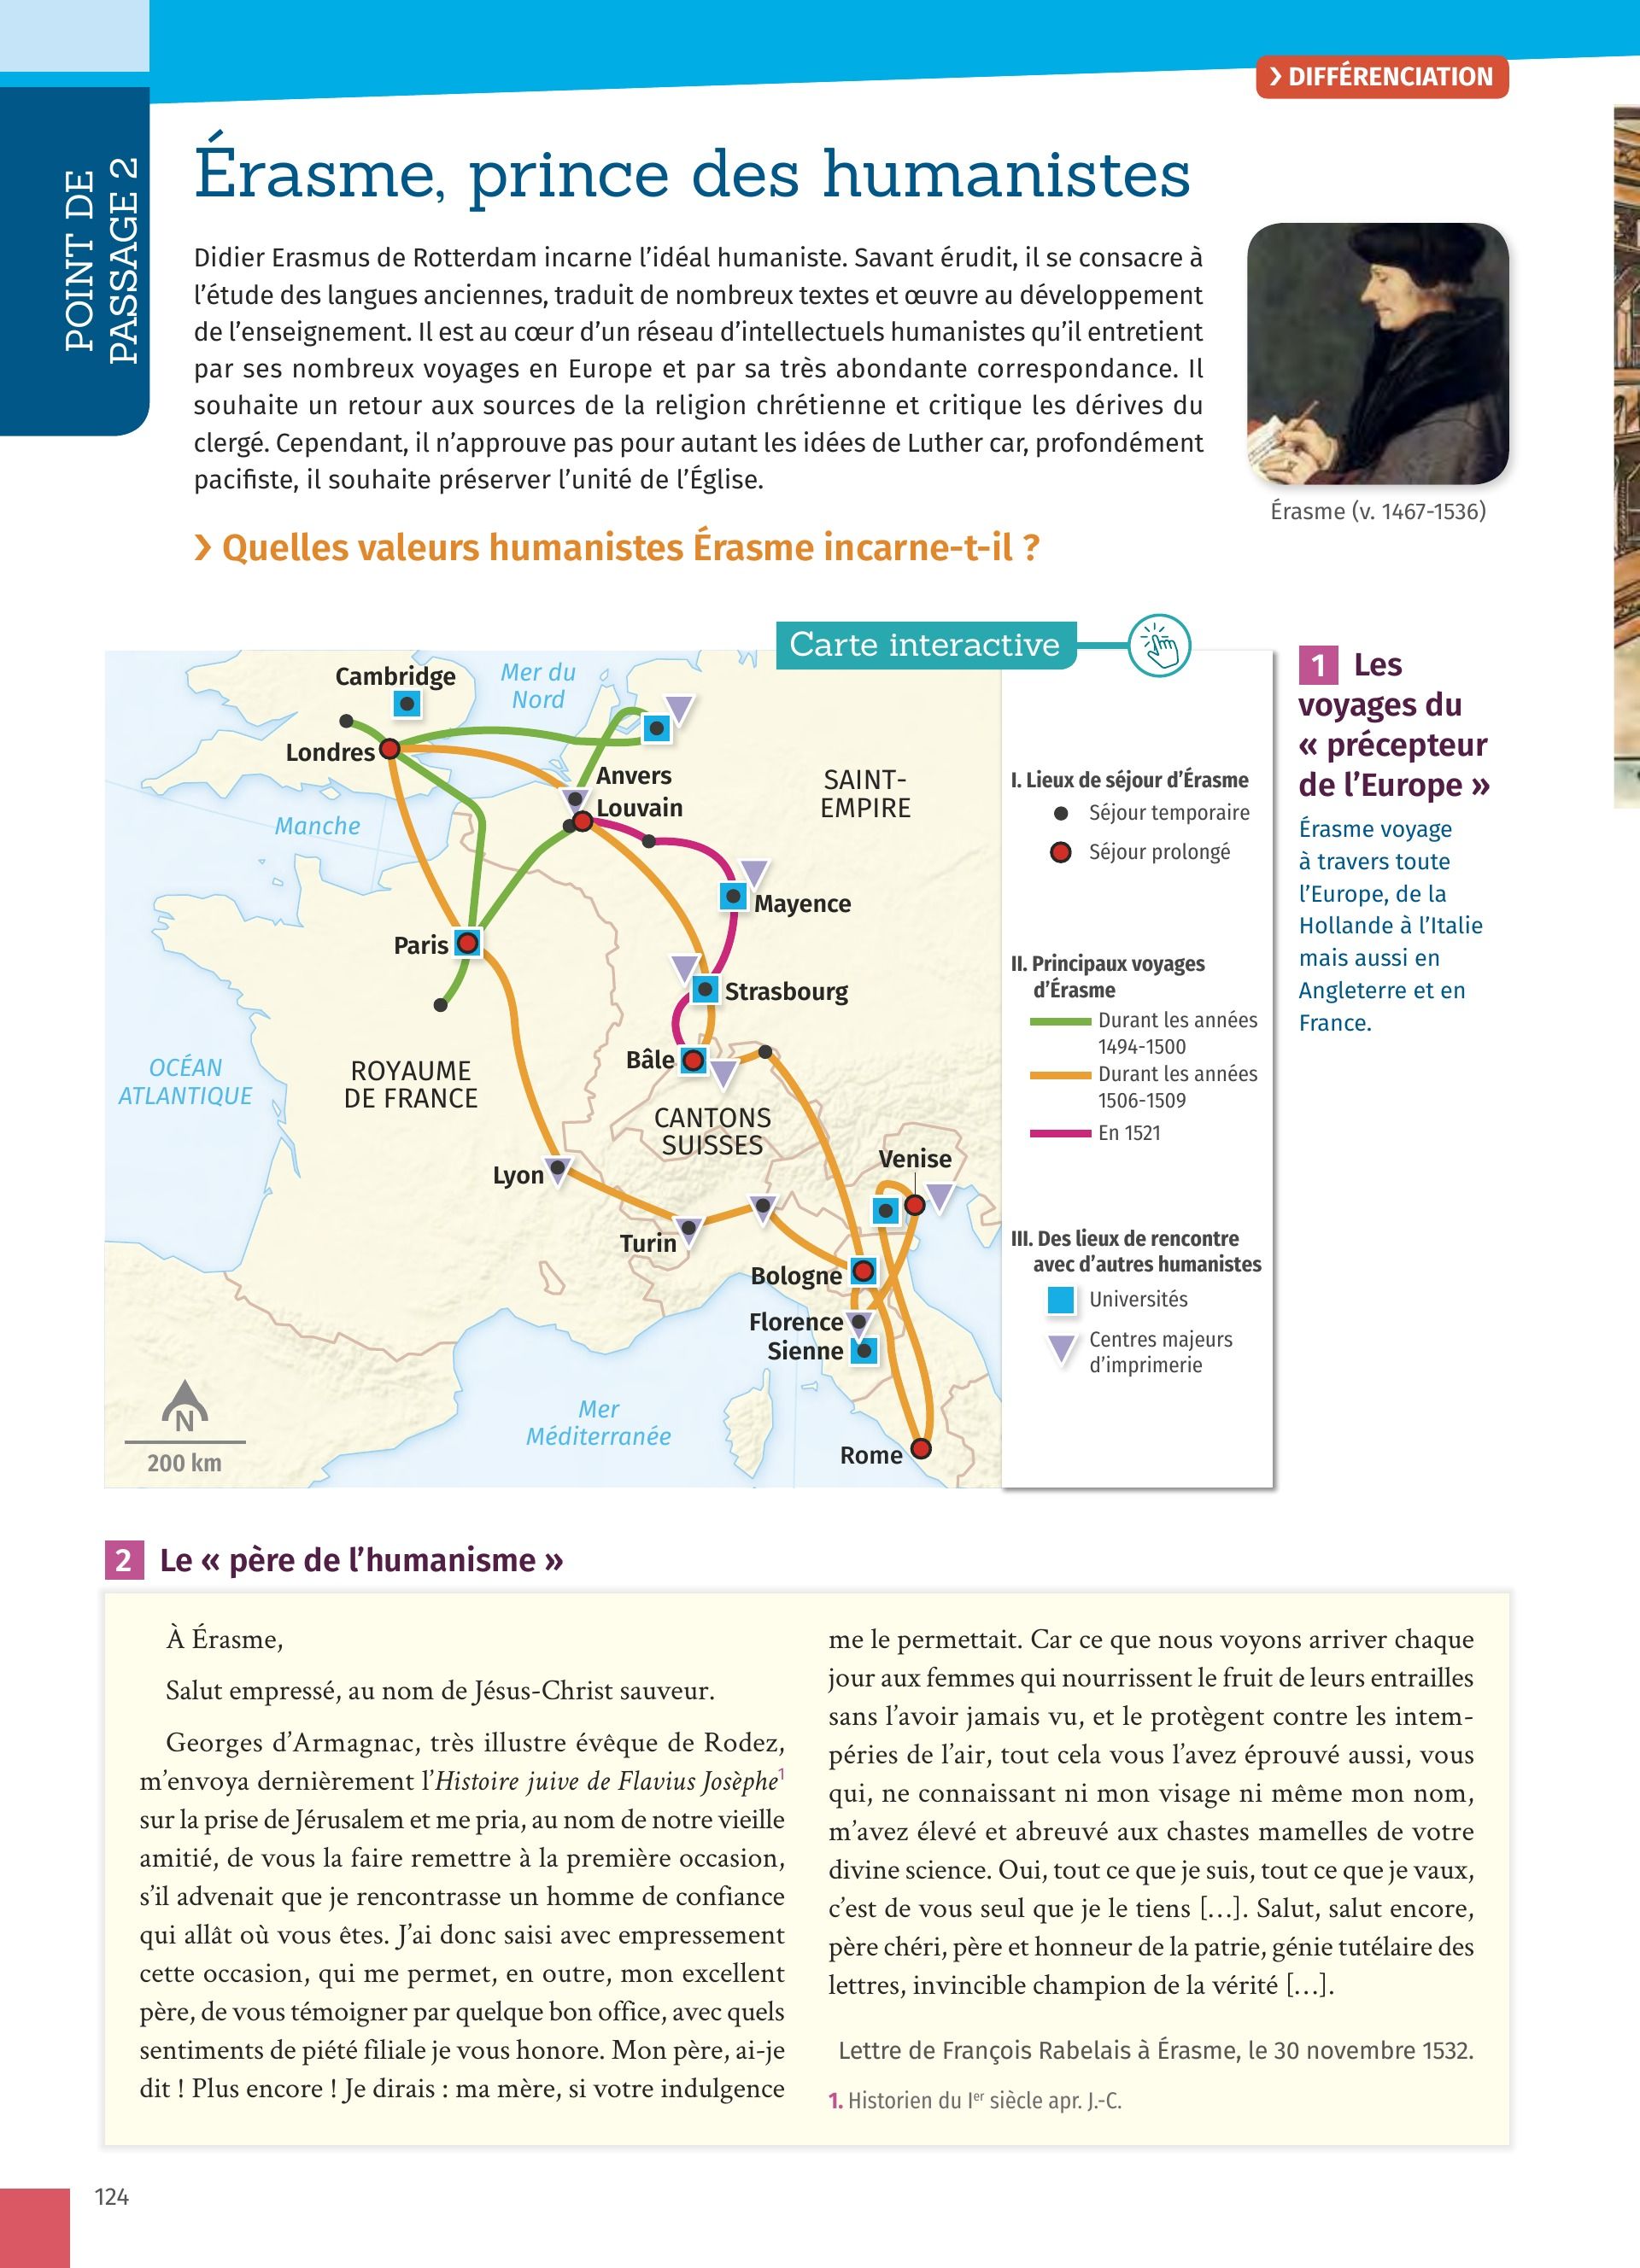 › DIFFÉRENCIATION
POINT DE
PASSAGE 2
Érasme, prince des humanistes
Didier Erasmus de Rotterdam incarne l’idéal humaniste. Savant érudit, il se consacre à
l’étude des langues anciennes, traduit de nombreux textes et œuvre au développement
de l’enseignement. Il est au cœur d’un réseau d’intellectuels humanistes qu’il entretient
par ses nombreux voyages en Europe et par sa très abondante correspondance. Il
souhaite un retour aux sources de la religion chrétienne et critique les dérives du
clergé. Cependant, il n’approuve pas pour autant les idées de Luther car, profondément
pacifiste, il souhaite préserver l’unité de l’Église.
Érasme (v. 1467-1536)
› Quelles valeurs humanistes Érasme incarne-t-il ?
Carte interactive
Cambridge
Mer du
Nord
Londres
Anvers
Louvain
SAINT-
EMPIRE
Manche
Mayence
Paris
Strasbourg
Bâle
OCÉAN
ATLANTIQUE
ROYAUME
DE FRANCE
CANTONS
SUISSES
Venise
Lyon
Turin
Bologne
Florence
Sienne
Mer
Méditerranée
Rome
N
200 km
I. Lieux de séjour d’Érasme
Séjour temporaire
Séjour prolongé
II. Principaux voyages
d’Érasme
Durant les années
1494-1500
Durant les années
1506-1509
En 1521
III. Des lieux de rencontre
avec d’autres humanistes
Universités
Centres majeurs
d’imprimerie
1 Les
voyages du
« précepteur
de l’Europe »
Érasme voyage
à travers toute
l’Europe, de la
Hollande à l’Italie
mais aussi en
Angleterre et en
France.
2 Le « père de l’humanisme »
À Érasme,
Salut empressé, au nom de Jésus-Christ sauveur.
Georges d’Armagnac, très illustre évêque de Rodez,
m’envoya dernièrement l’Histoire juive de Flavius Josèphe1
sur la prise de Jérusalem et me pria, au nom de notre vieille
amitié, de vous la faire remettre à la première occasion,
s’il advenait que je rencontrasse un homme de confiance
qui allât où vous êtes. J’ai donc saisi avec empressement
cette occasion, qui me permet, en outre, mon excellent
père, de vous témoigner par quelque bon office, avec quels
sentiments de piété filiale je vous honore. Mon père, ai-je
dit ! Plus encore ! Je dirais : ma mère, si votre indulgence
me le permettait. Car ce que nous voyons arriver chaque
jour aux femmes qui nourrissent le fruit de leurs entrailles
sans l’avoir jamais vu, et le protègent contre les intem-
péries de l’air, tout cela vous l’avez éprouvé aussi, vous
qui, ne connaissant ni mon visage ni même mon nom,
m’avez élevé et abreuvé aux chastes mamelles de votre
divine science. Oui, tout ce que je suis, tout ce que je vaux,
c’est de vous seul que je le tiens […]. Salut, salut encore,
père chéri, père et honneur de la patrie, génie tutélaire des
lettres, invincible champion de la vérité […].
Lettre de François Rabelais à Érasme, le 30 novembre 1532.
1. Historien du Ier siècle apr. J.-C.
124